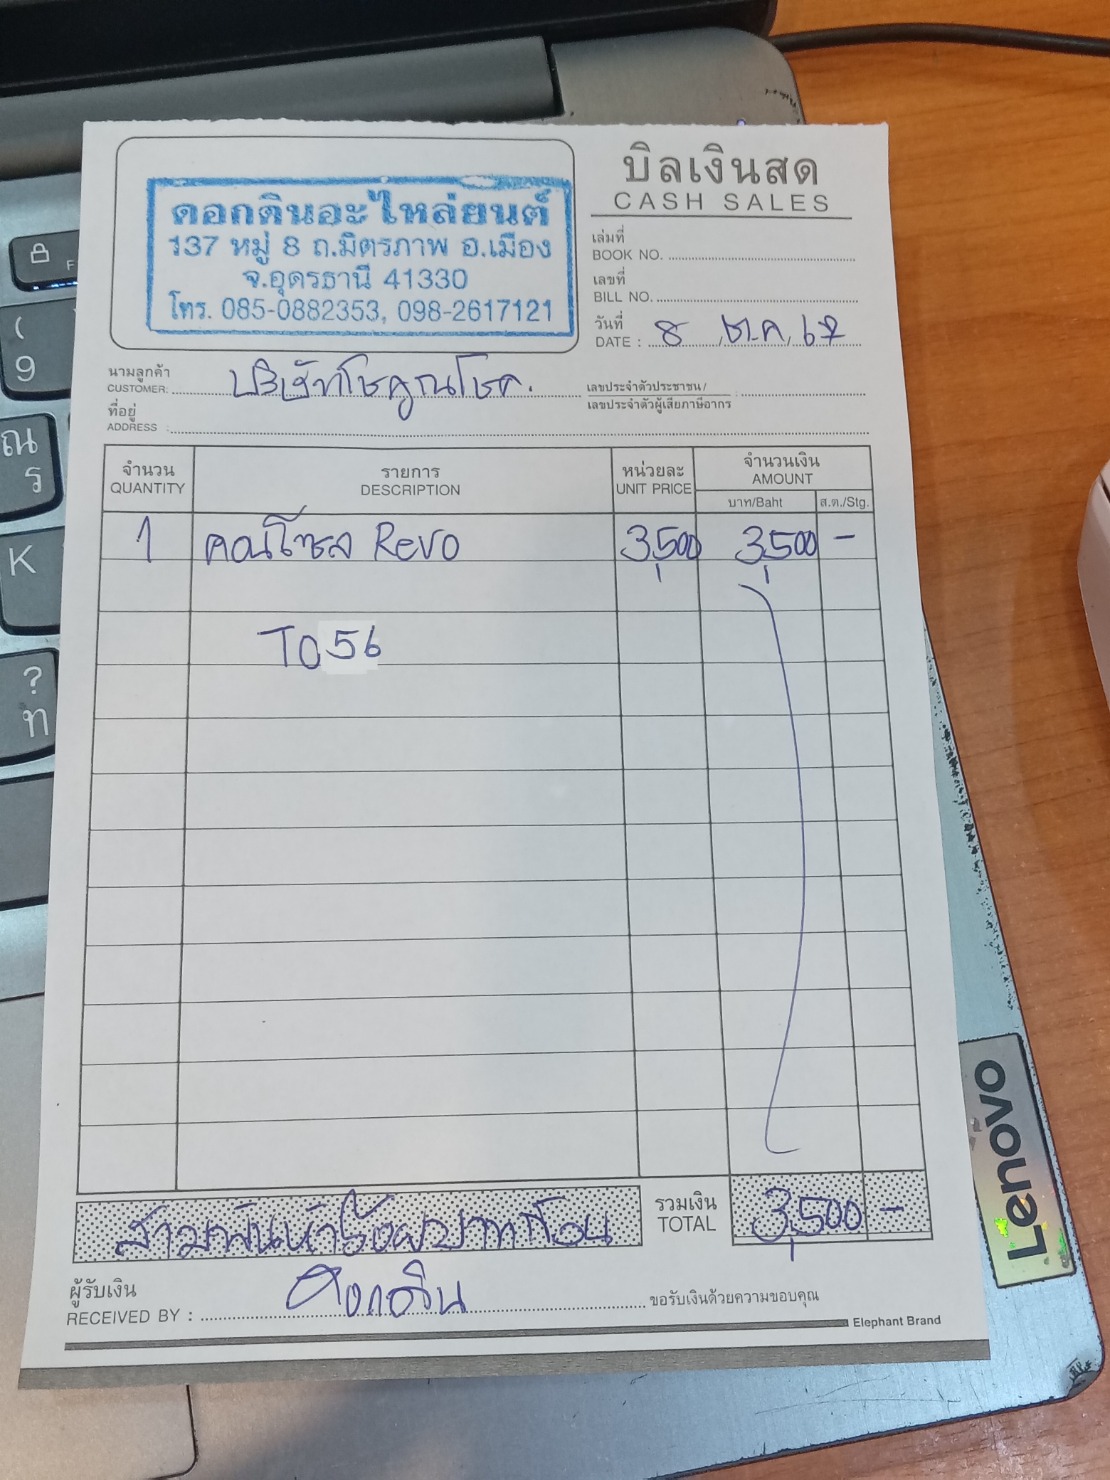 บิลเงินสด
CASH SALES
ดอกดินอะไหล่ยนต์
137 หมู่ 8 ถ.มิตรภาพ อ.เมือง
จ.อุดรธานี 41330
โทร. 085-0882353, 098-2617121
เล่มที่
BOOK NO.
เลขที่
BILL NO.
วันที่
DATE : 8 ต.ค. 67
นามลูกค้า
CUSTOMER: บริษัทโชคคูณโชค.
เลขประจำตัวประชาชน/
เลขประจำตัวผู้เสียภาษีอากร
ที่อยู่
ADDRESS :
จำนวน รายการ หน่วยละ จำนวนเงิน
QUANTITY DESCRIPTION UNIT PRICE AMOUNT
บาท/Baht ส.ต./Stg.
1 คอนโซล Revo 3,500 3,500 -
TO56
สามพันห้าร้อยบาทถ้วน รวมเงิน TOTAL 3,500 -
ผู้รับเงิน
RECEIVED BY : ดอกดิน ขอรับเงินด้วยความขอบคุณ
Elephant Brand
Lenovo
(
9
ณ
ร
K
?
ท
F